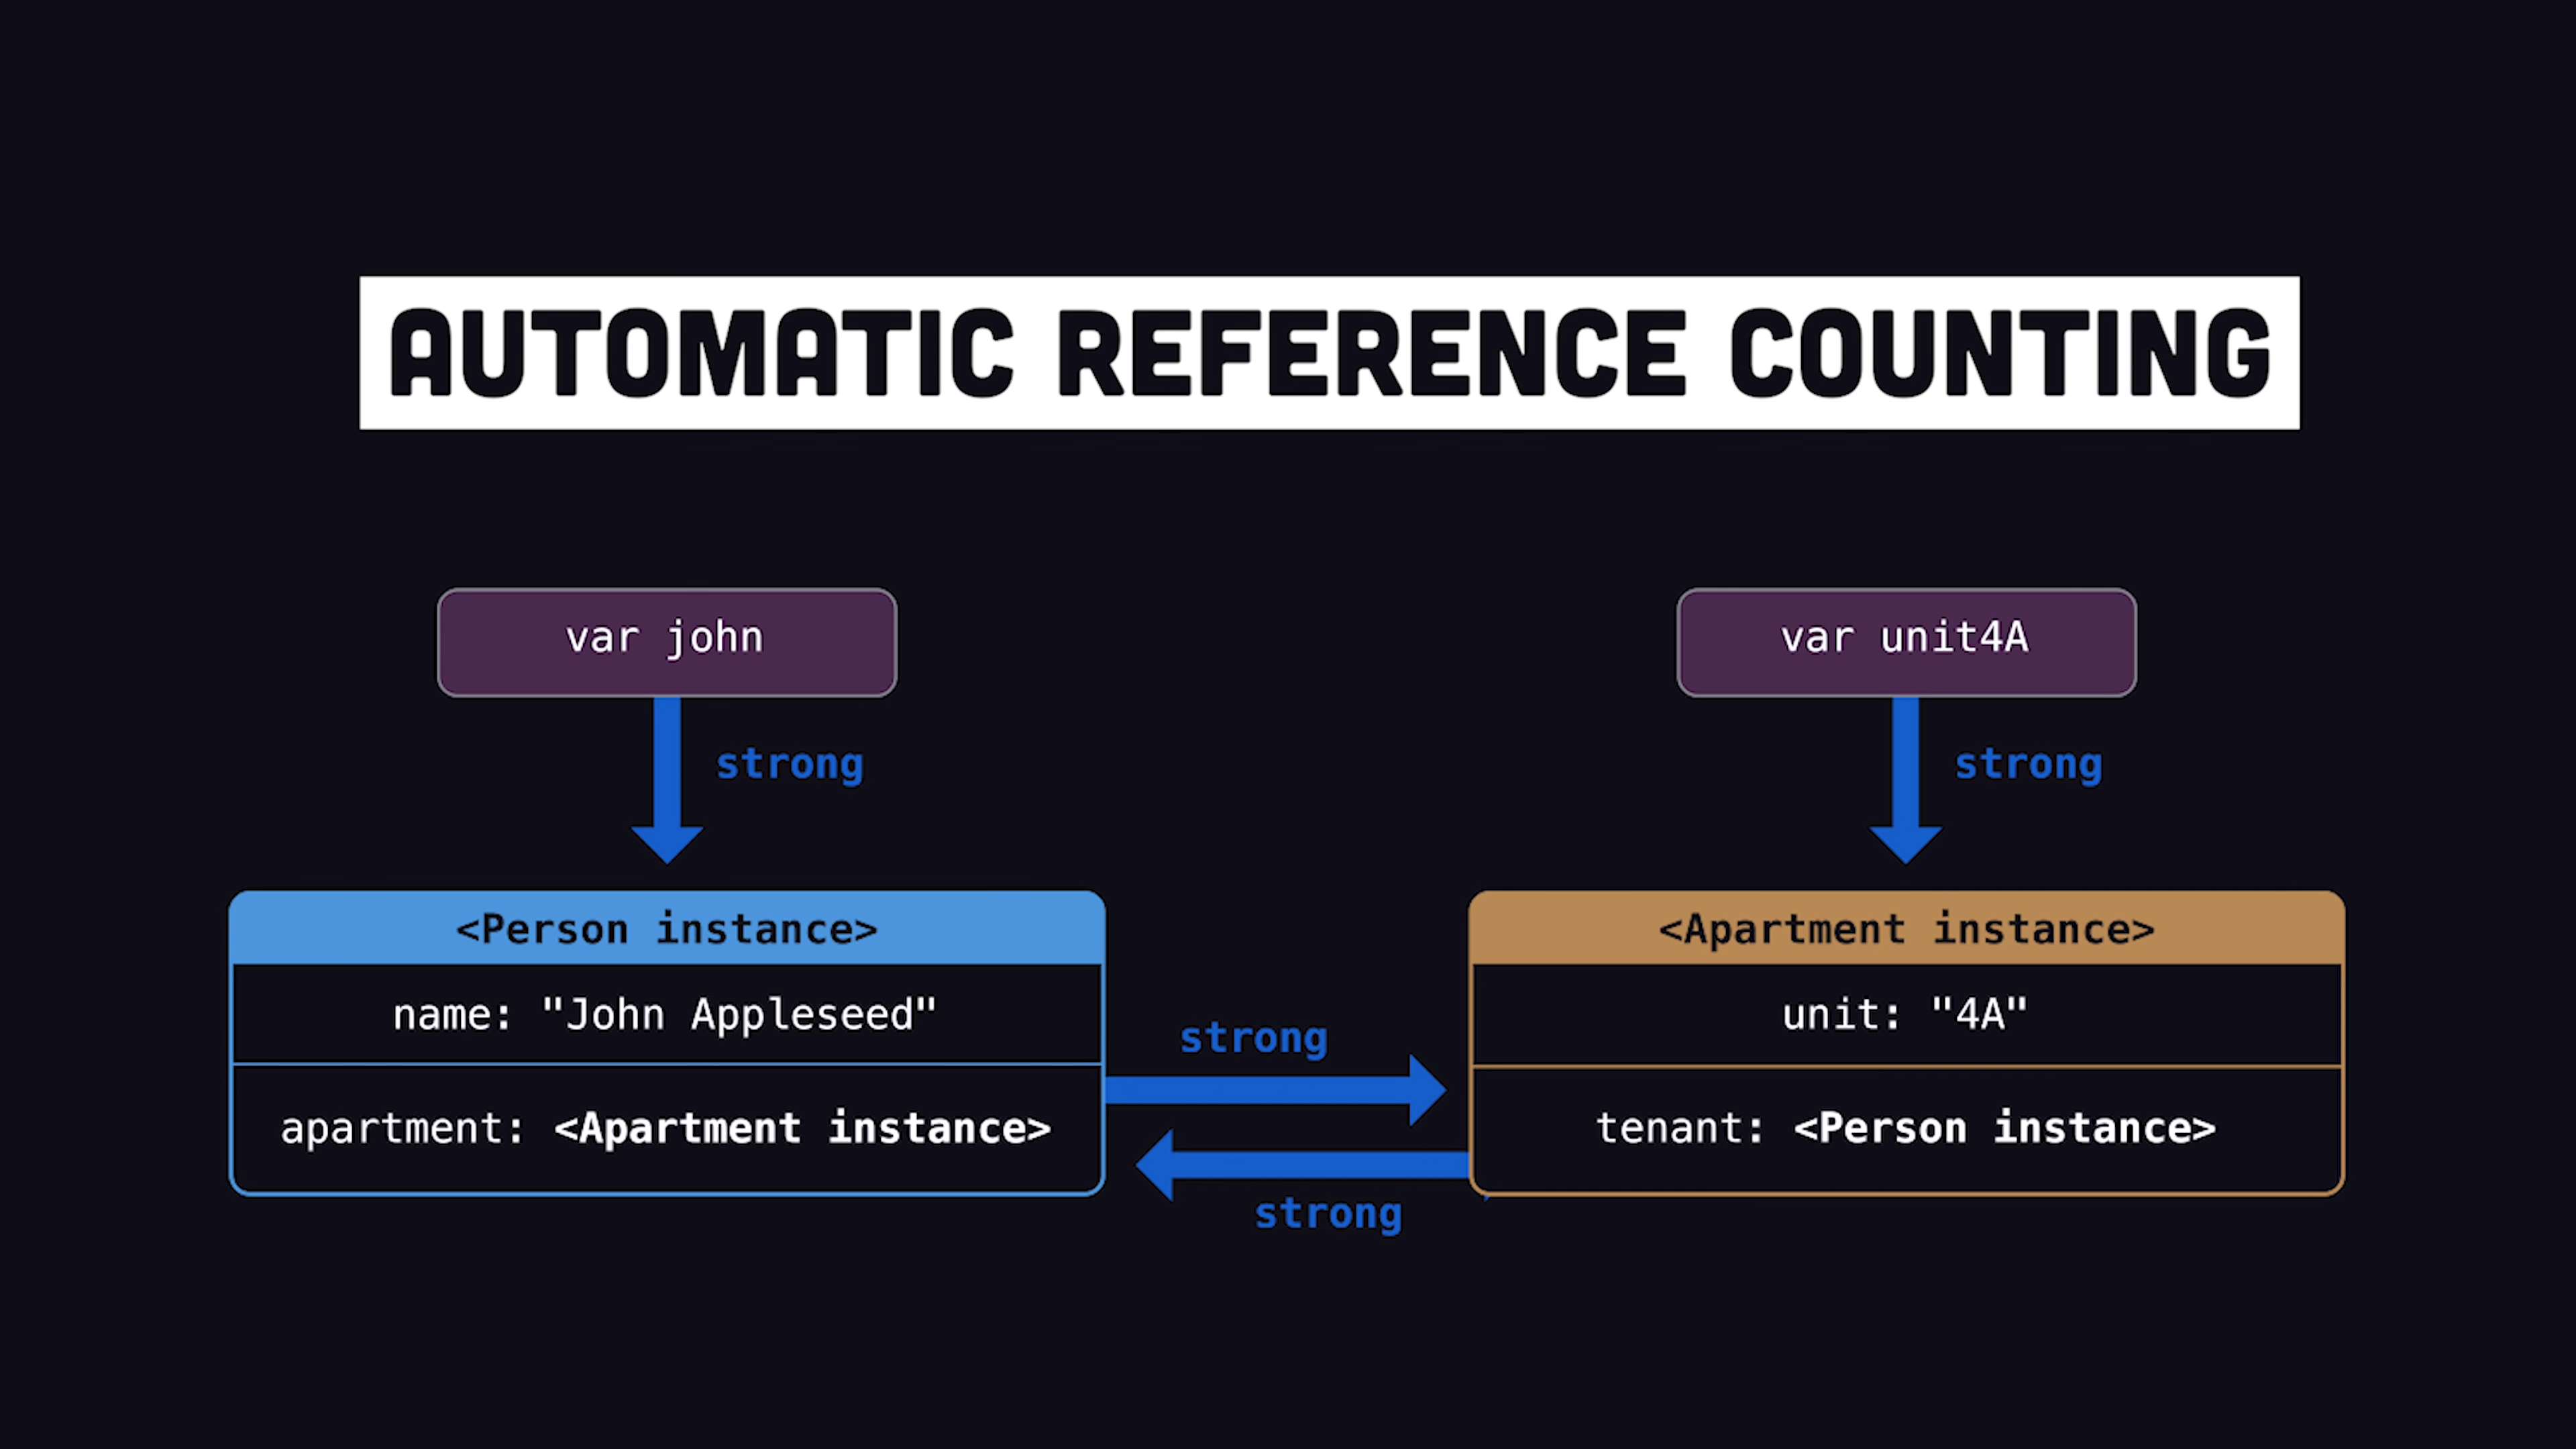 AUTOMATIC REFERENCE COUNTING
var john
var unit4A
strong
strong
<Person instance>
<Apartment instance>
name: "John Appleseed"
unit: "4A"
strong
apartment: <Apartment instance>
tenant: <Person instance>
strong